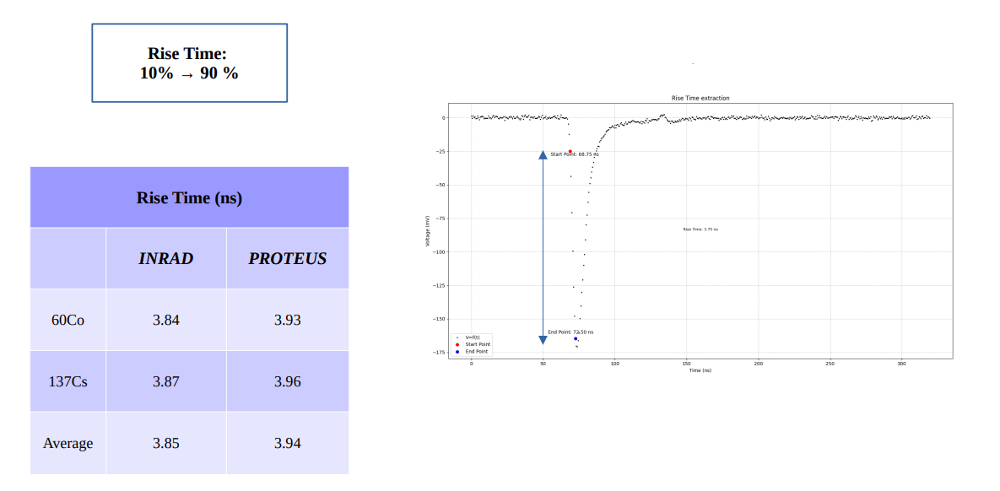 Rise Time:
10% → 90 %
Rise Time (ns)
INRAD PROTEUS
60Co 3.84 3.93
137Cs 3.87 3.96
Average 3.85 3.94
Rise Time extraction
Voltage (mV)
0
−25
−50
−75
−100
−125
−150
−175
Start Point: 68.75 ns
Rise Time: 3.75 ns
End Point: 72.50 ns
V=f(t)
Start Point
End Point
0 50 100 150 200 250 300
Time (ns)